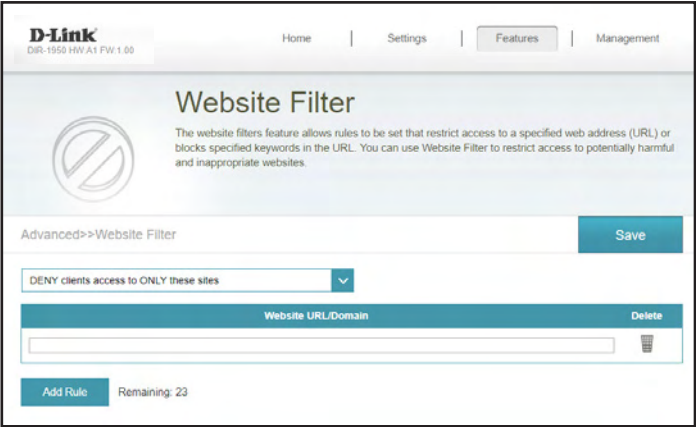 D-Link
DIR-1950 HW:A1 FW:1.00
Home | Settings | Features | Management
Website Filter
The website filters feature allows rules to be set that restrict access to a specified web address (URL) or
blocks specified keywords in the URL. You can use Website Filter to restrict access to potentially harmful
and inappropriate websites.
Advanced>>Website Filter
Save
DENY clients access to ONLY these sites
Website URL/Domain Delete
Add Rule Remaining: 23